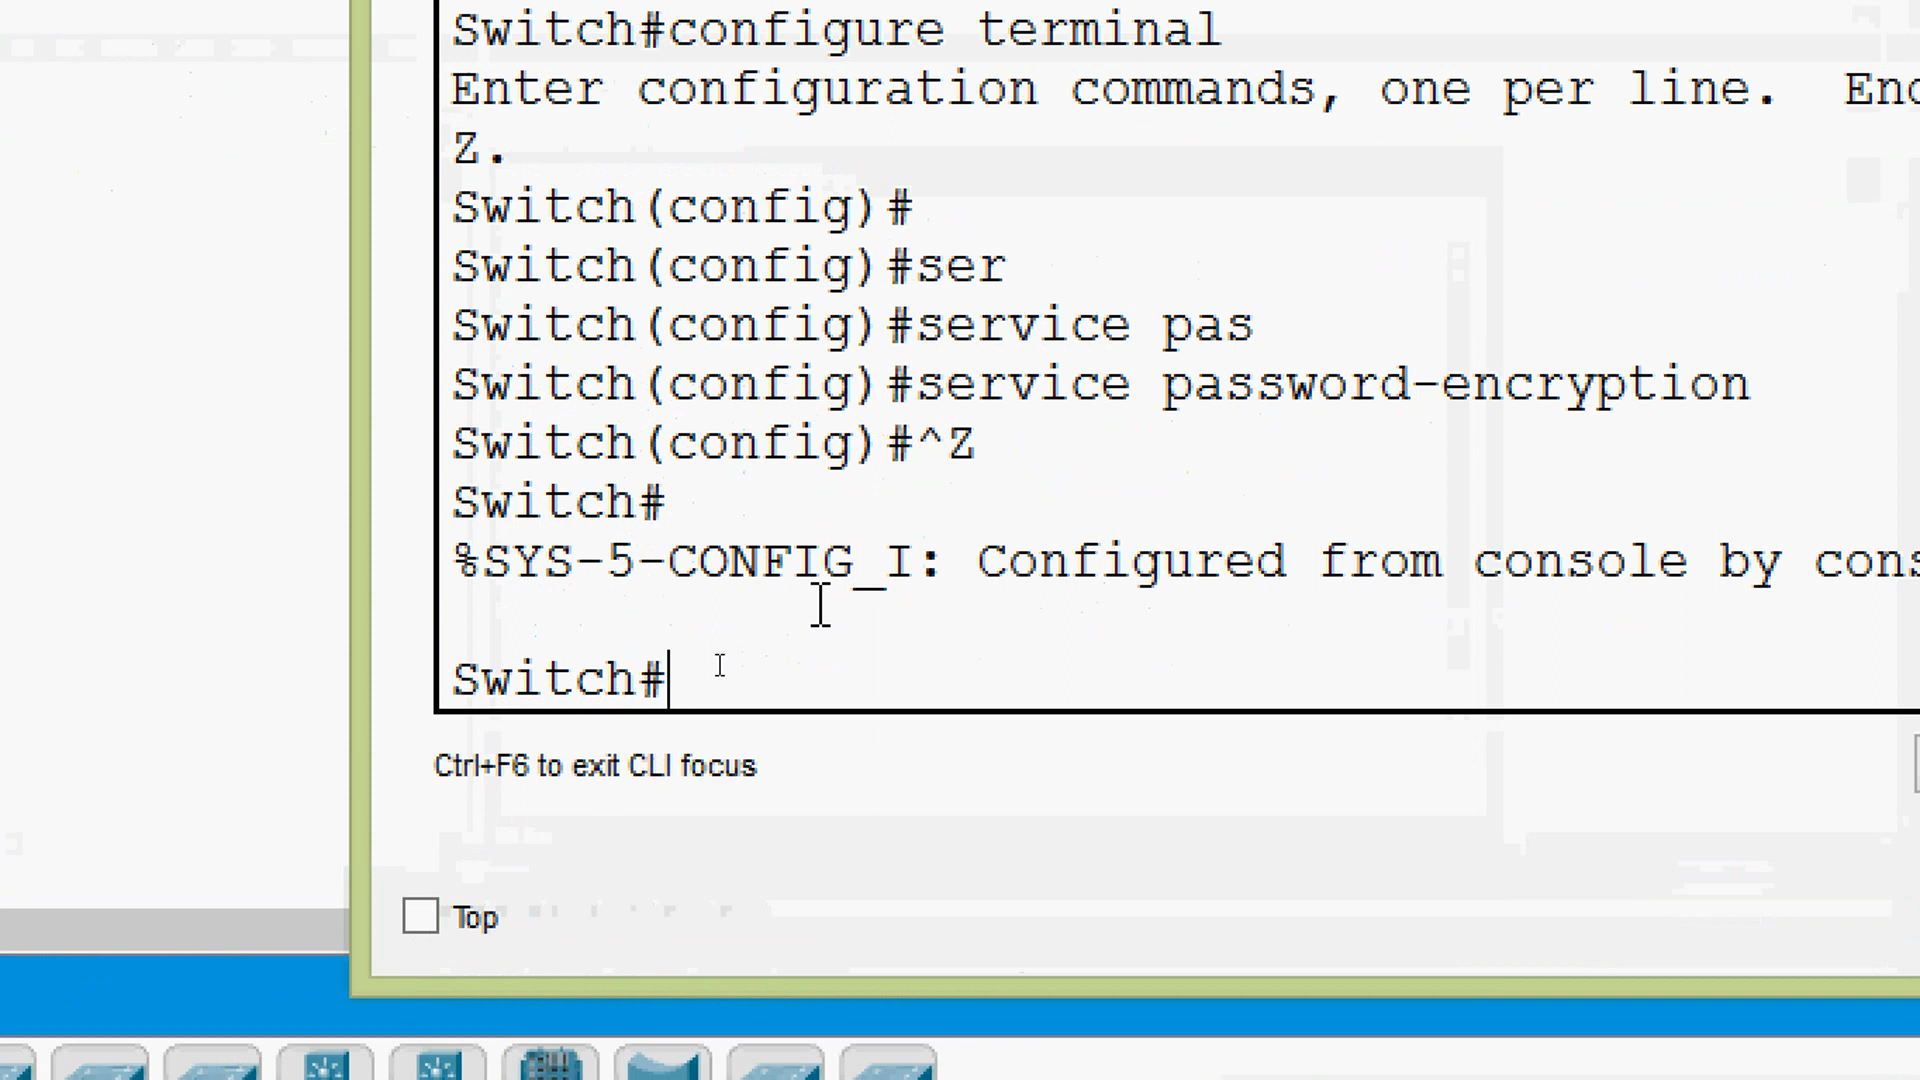 Switch#configure terminal
Enter configuration commands, one per line.  End
Z.
Switch(config)#
Switch(config)#ser
Switch(config)#service pas
Switch(config)#service password-encryption
Switch(config)#^Z
Switch#
%SYS-5-CONFIG_I: Configured from console by cons
Switch#
Ctrl+F6 to exit CLI focus
Top